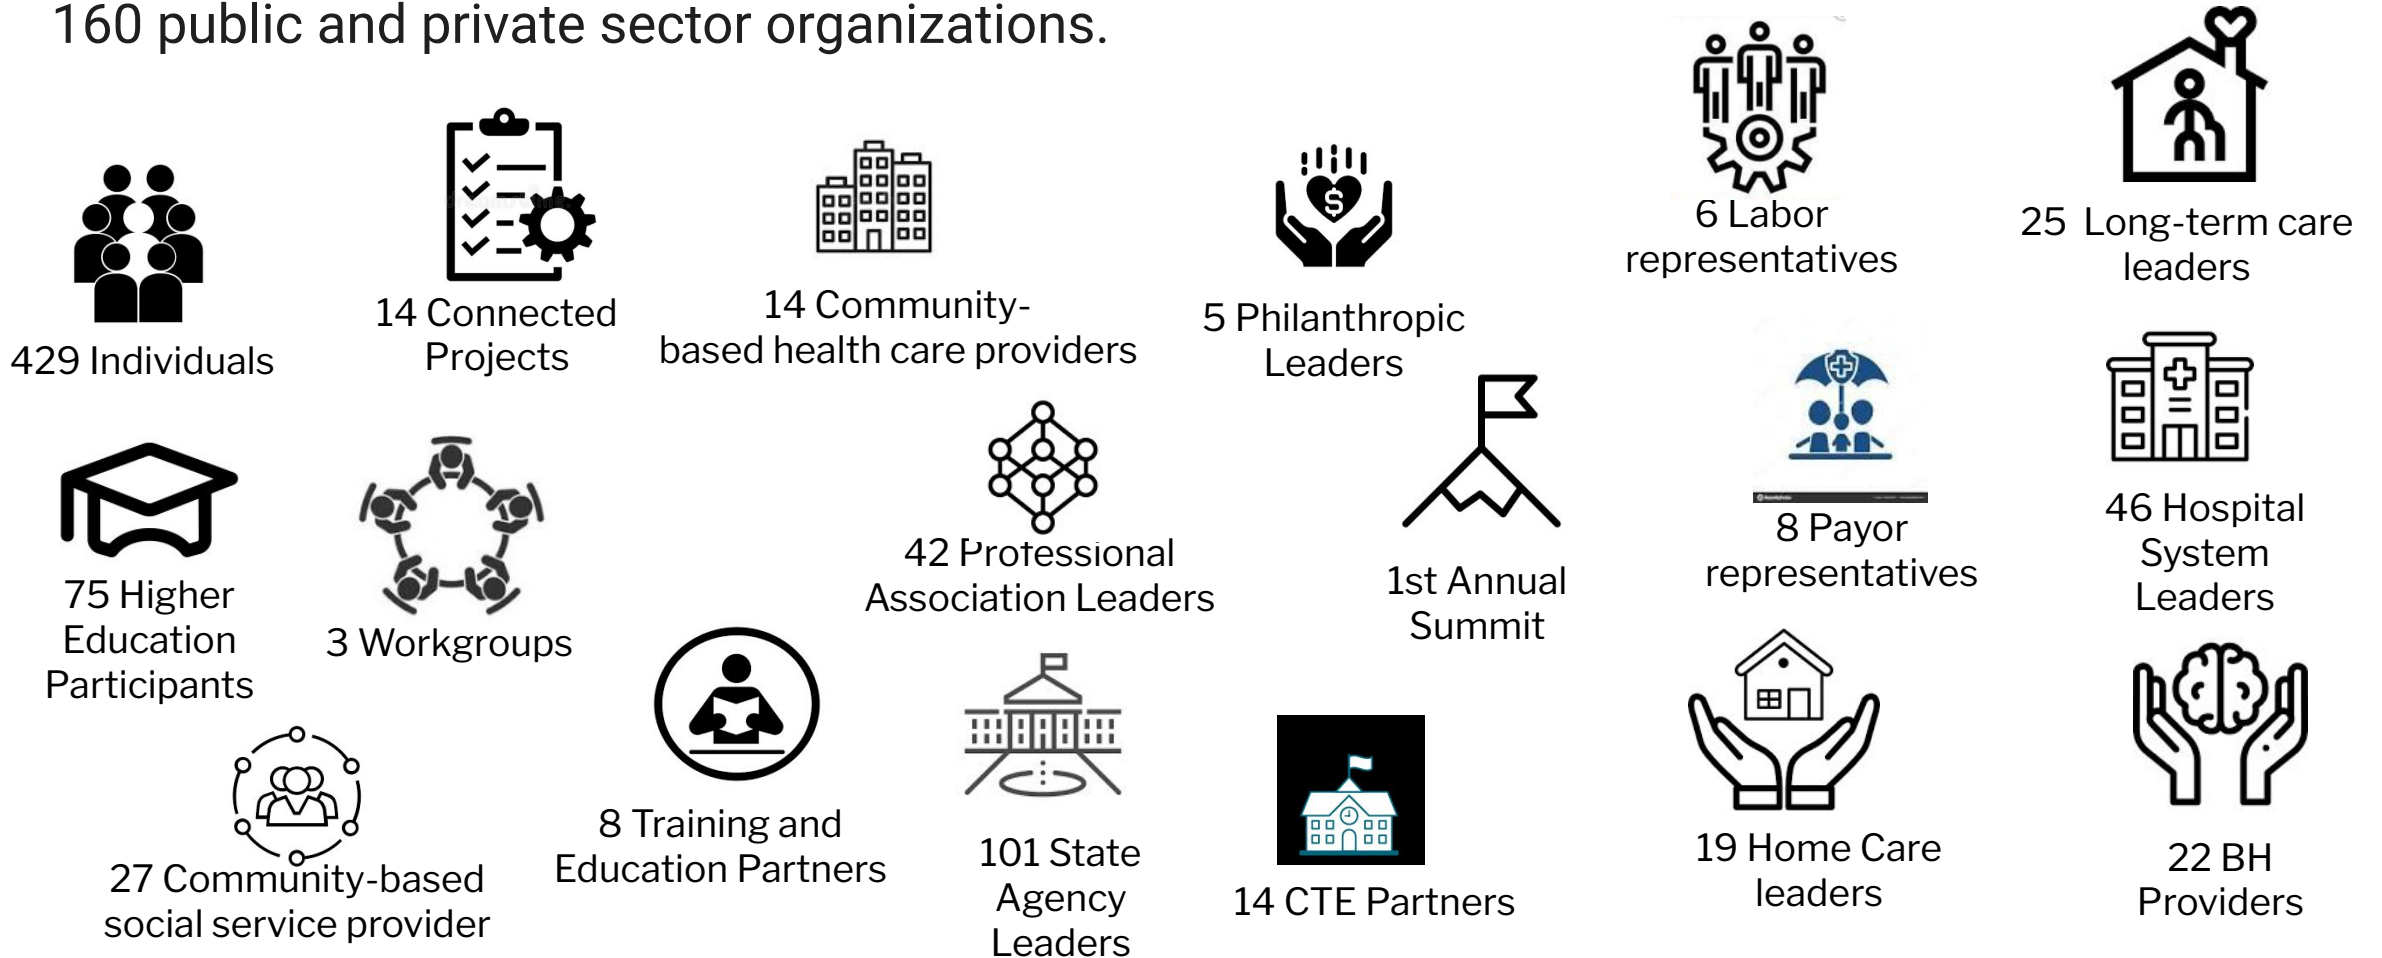 160 public and private sector organizations.
429 Individuals
14 Connected
Projects
14 Community-
based health care providers
5 Philanthropic
Leaders
6 Labor
representatives
25 Long-term care
leaders
75 Higher
Education
Participants
3 Workgroups
42 Professional
Association Leaders
1st Annual
Summit
8 Payor
representatives
46 Hospital
System
Leaders
27 Community-based
social service provider
8 Training and
Education Partners
101 State
Agency
Leaders
14 CTE Partners
19 Home Care
leaders
22 BH
Providers